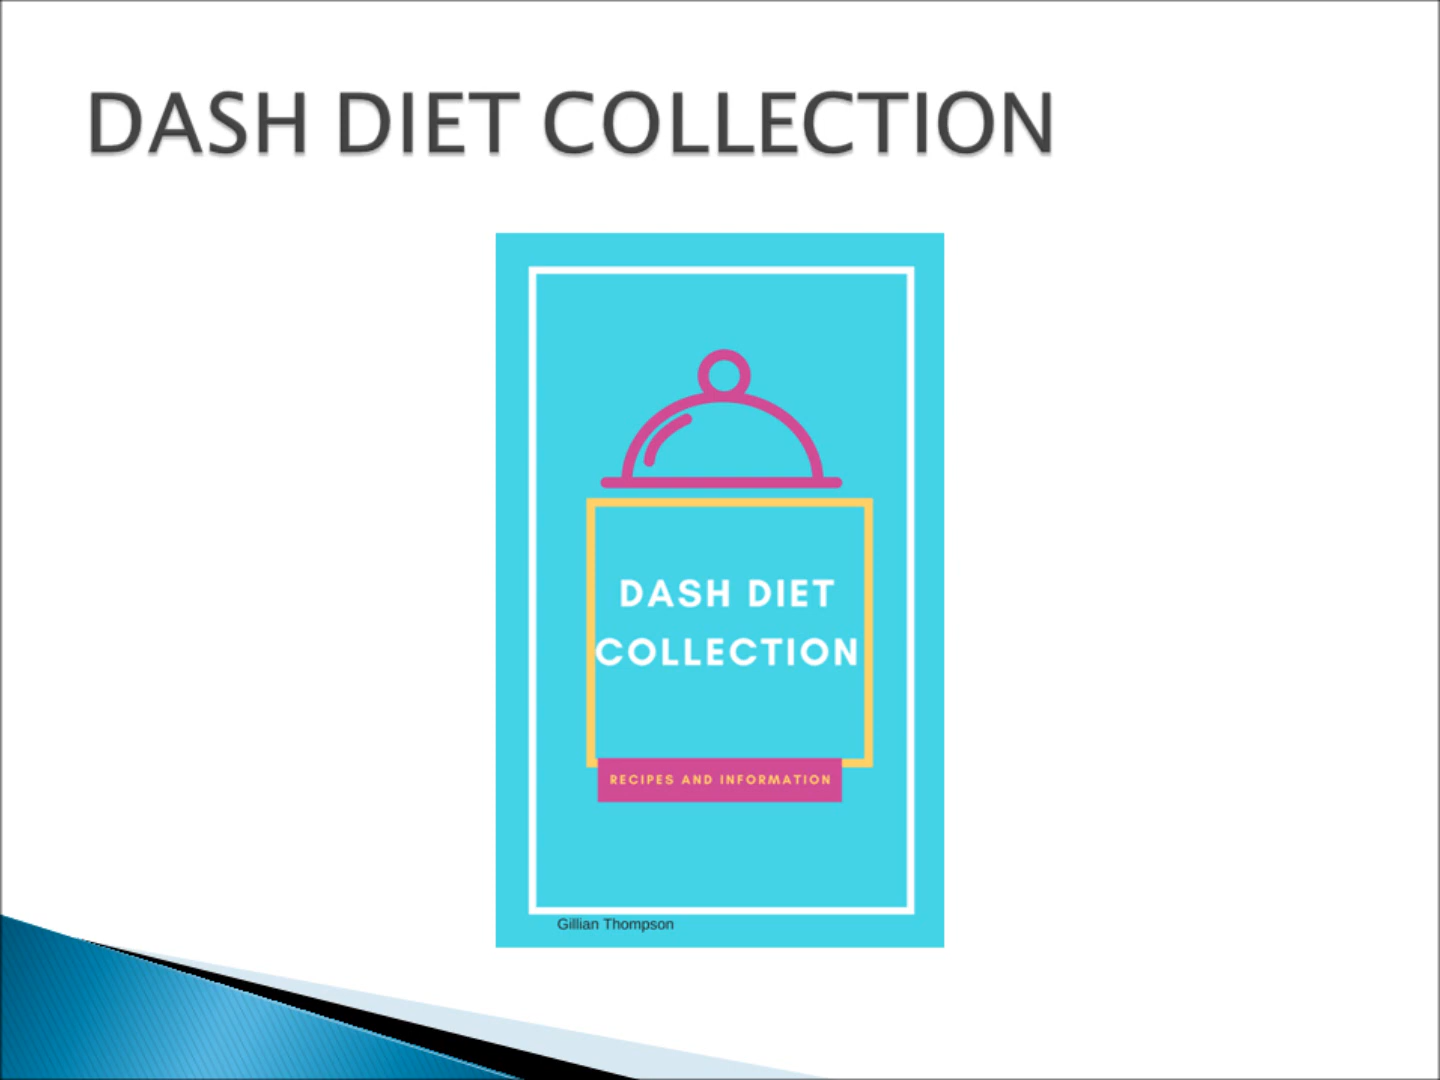 DASH DIET COLLECTION
DASH DIET
COLLECTION
RECIPES AND INFORMATION
Gillian Thompson